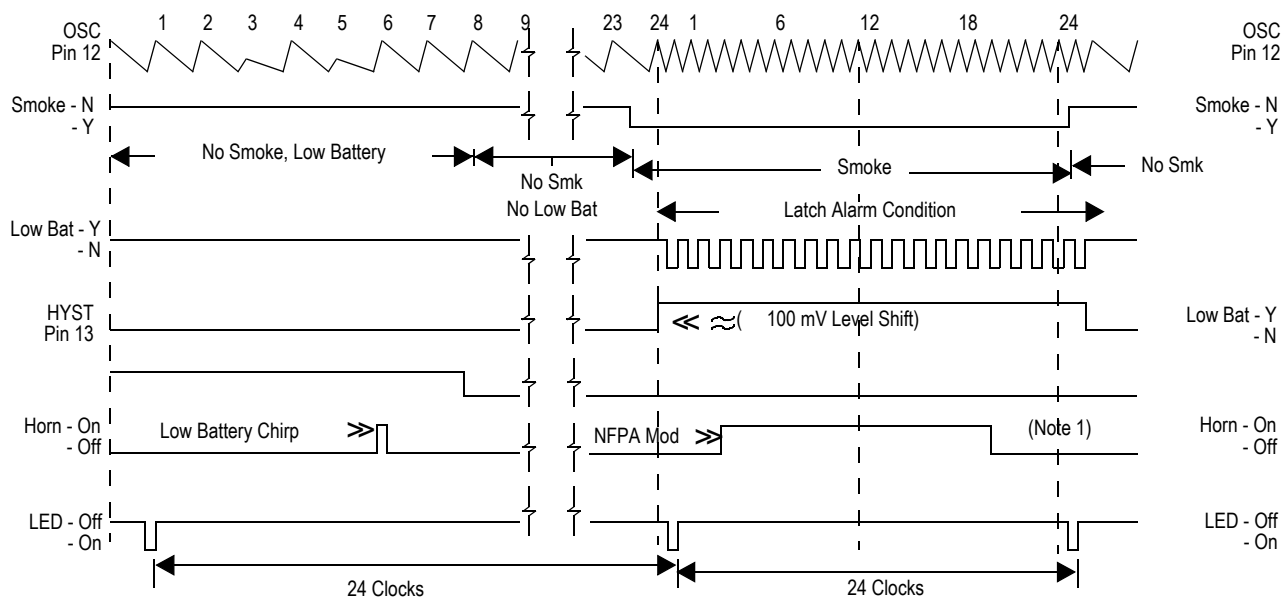 OSC
Pin 12
1 2 3 4 5 6 7 8 9 23 24 1 6 12 18 24
OSC
Pin 12
Smoke - N
- Y
Smoke - N
- Y
No Smoke, Low Battery
No Smk
No Low Bat
Smoke
No Smk
Latch Alarm Condition
Low Bat - Y
- N
HYST
Pin 13
≪ ≈( 100 mV Level Shift)
Low Bat - Y
- N
Horn - On
- Off
Low Battery Chirp ≫
NFPA Mod ≫
(Note 1)
Horn - On
- Off
LED - Off
- On
LED - Off
- On
24 Clocks
24 Clocks